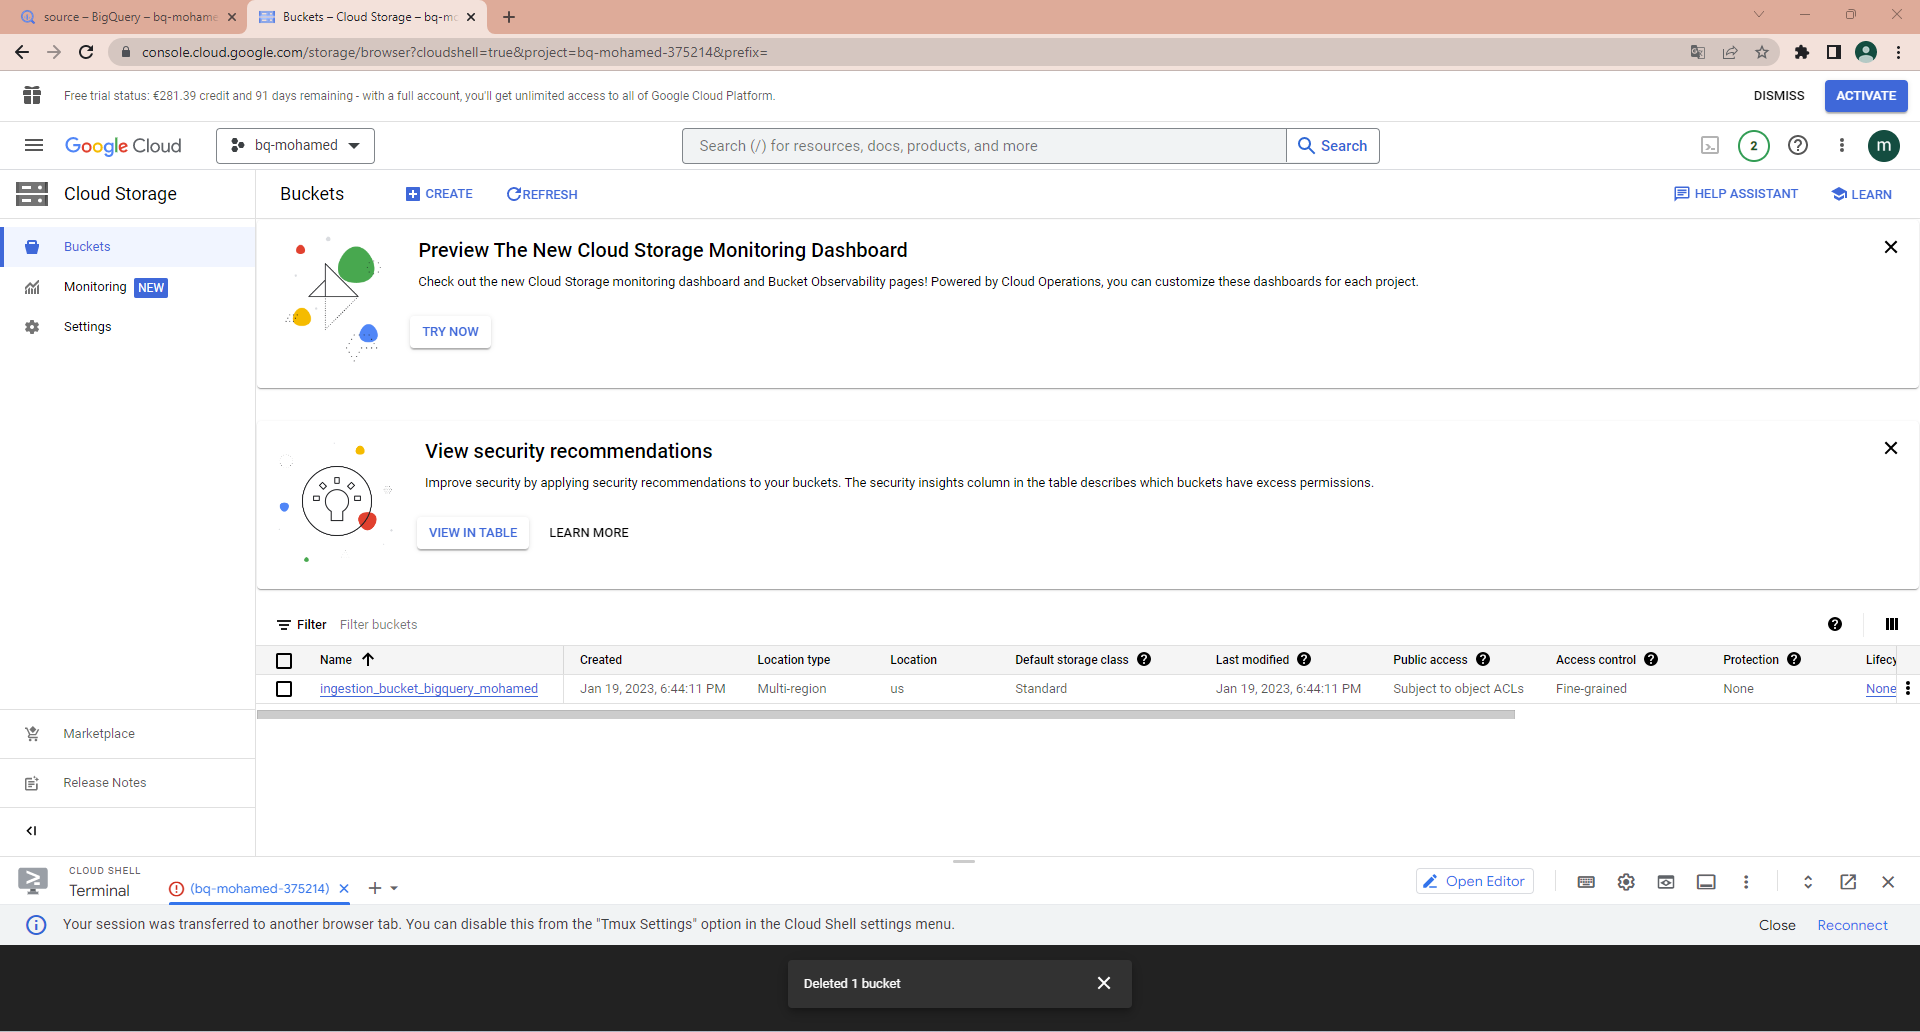 source – BigQuery – bq-mohame
Buckets – Cloud Storage – bq-mo
console.cloud.google.com/storage/browser?cloudshell=true&project=bq-mohamed-375214&prefix=
Free trial status: €281.39 credit and 91 days remaining - with a full account, you'll get unlimited access to all of Google Cloud Platform.
DISMISS
ACTIVATE
Google Cloud
bq-mohamed
Search (/) for resources, docs, products, and more
Search
2
m
Cloud Storage
Buckets
CREATE
REFRESH
HELP ASSISTANT
LEARN
Buckets
Monitoring NEW
Settings
Preview The New Cloud Storage Monitoring Dashboard
Check out the new Cloud Storage monitoring dashboard and Bucket Observability pages! Powered by Cloud Operations, you can customize these dashboards for each project.
TRY NOW
View security recommendations
Improve security by applying security recommendations to your buckets. The security insights column in the table describes which buckets have excess permissions.
VIEW IN TABLE
LEARN MORE
Filter Filter buckets
Name Created Location type Location Default storage class Last modified Public access Access control Protection Lifecy
ingestion_bucket_bigquery_mohamed Jan 19, 2023, 6:44:11 PM Multi-region us Standard Jan 19, 2023, 6:44:11 PM Subject to object ACLs Fine-grained None None
Marketplace
Release Notes
CLOUD SHELL
Terminal
(bq-mohamed-375214)
Open Editor
Your session was transferred to another browser tab. You can disable this from the "Tmux Settings" option in the Cloud Shell settings menu.
Close
Reconnect
Deleted 1 bucket